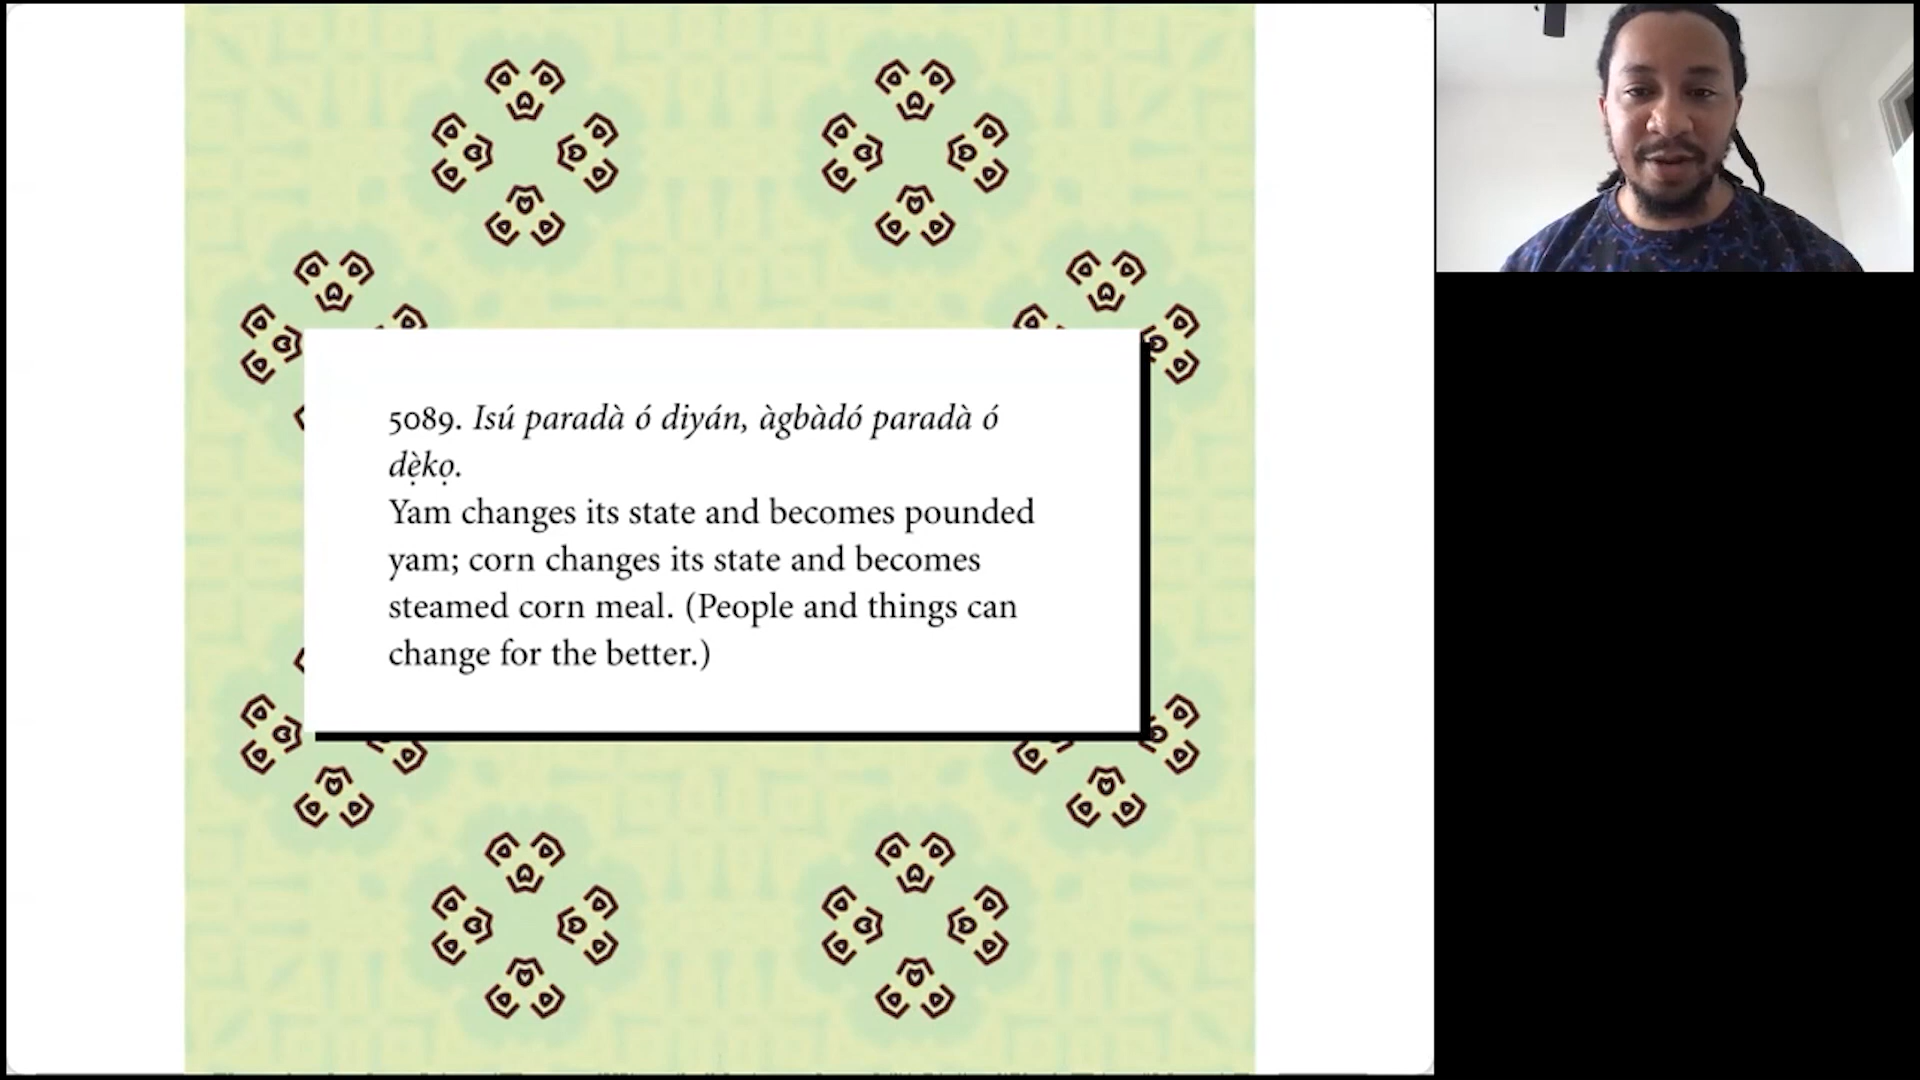 5089. Isú paradà ó diyán, àgbàdó paradà ó
dẹ̀kọ.
Yam changes its state and becomes pounded
yam; corn changes its state and becomes
steamed corn meal. (People and things can
change for the better.)